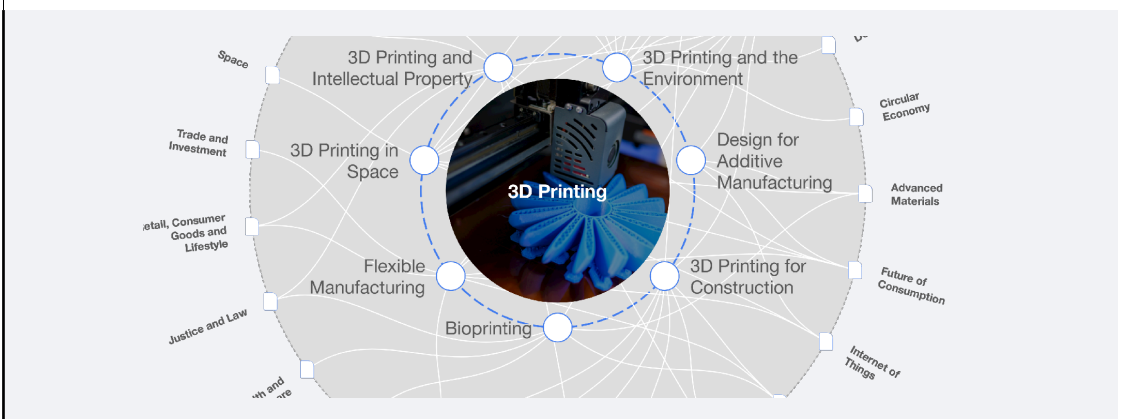 3D Printing and
Intellectual Property
3D Printing and the
Environment
Space
Circular
Economy
Trade and
Investment
3D Printing in
Space
Design for
Additive
Manufacturing
3D Printing
Advanced
Materials
Consumer
Goods and
Lifestyle
Flexible
Manufacturing
3D Printing for
Construction
Future of
Consumption
Justice and Law
Bioprinting
Internet of
Things
and